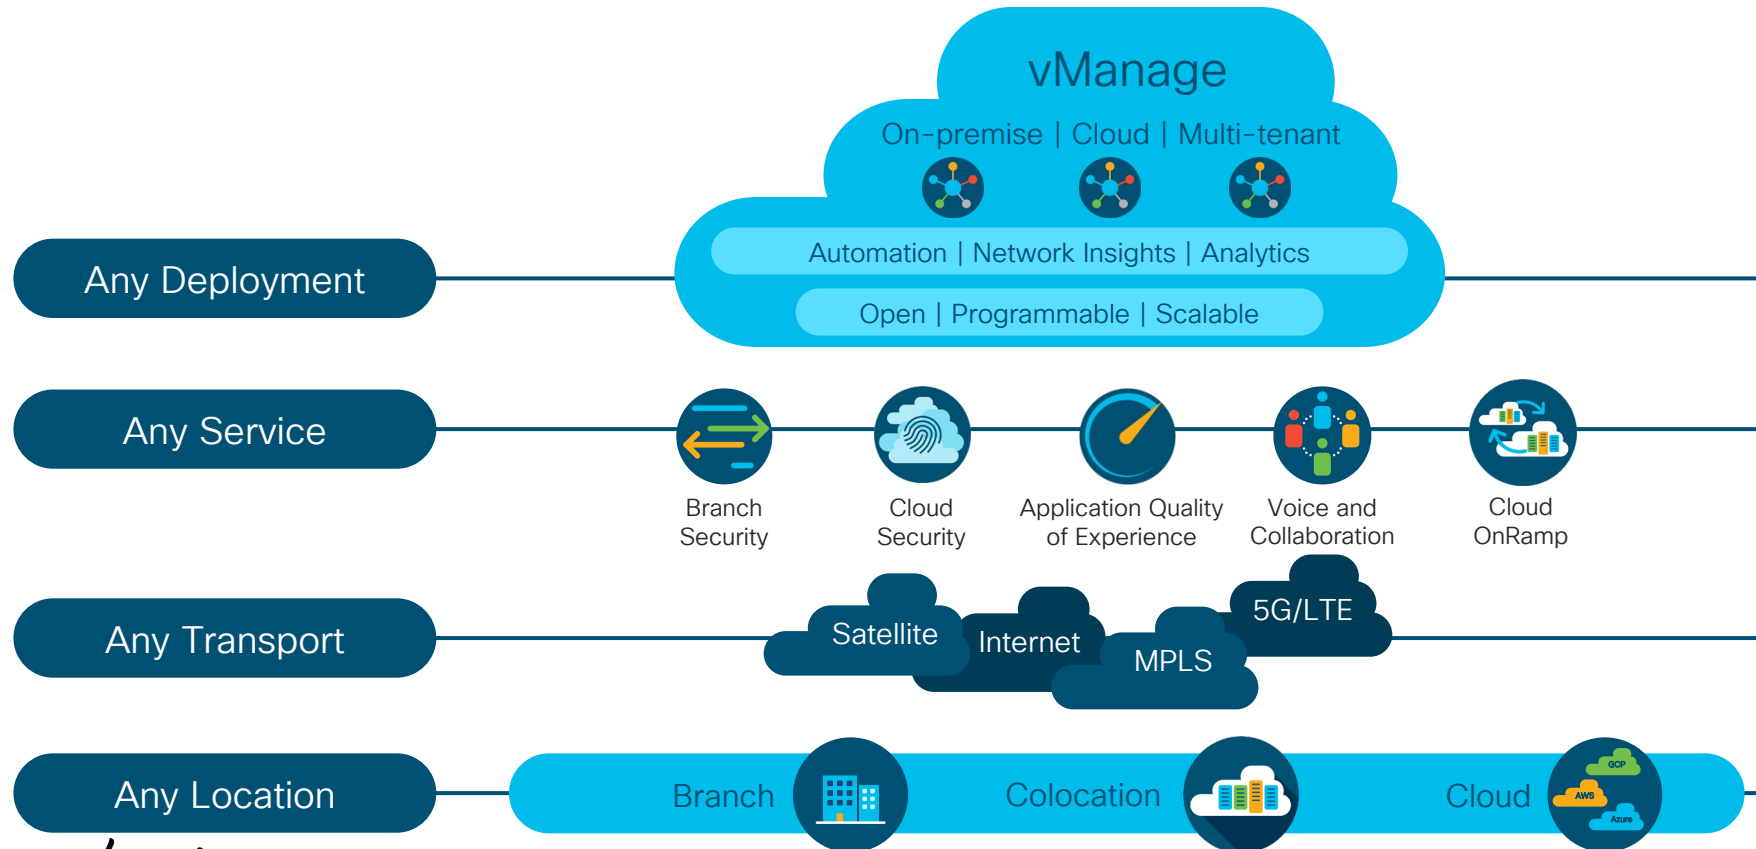 vManage
On-premise | Cloud | Multi-tenant
Automation | Network Insights | Analytics
Any Deployment
Open | Programmable | Scalable
Any Service
Branch
Security
Cloud
Security
Application Quality
of Experience
Voice and
Collaboration
Cloud
OnRamp
Any Transport
Satellite
Internet
MPLS
5G/LTE
Any Location
Branch
Colocation
Cloud
GCP
AWS
Azure